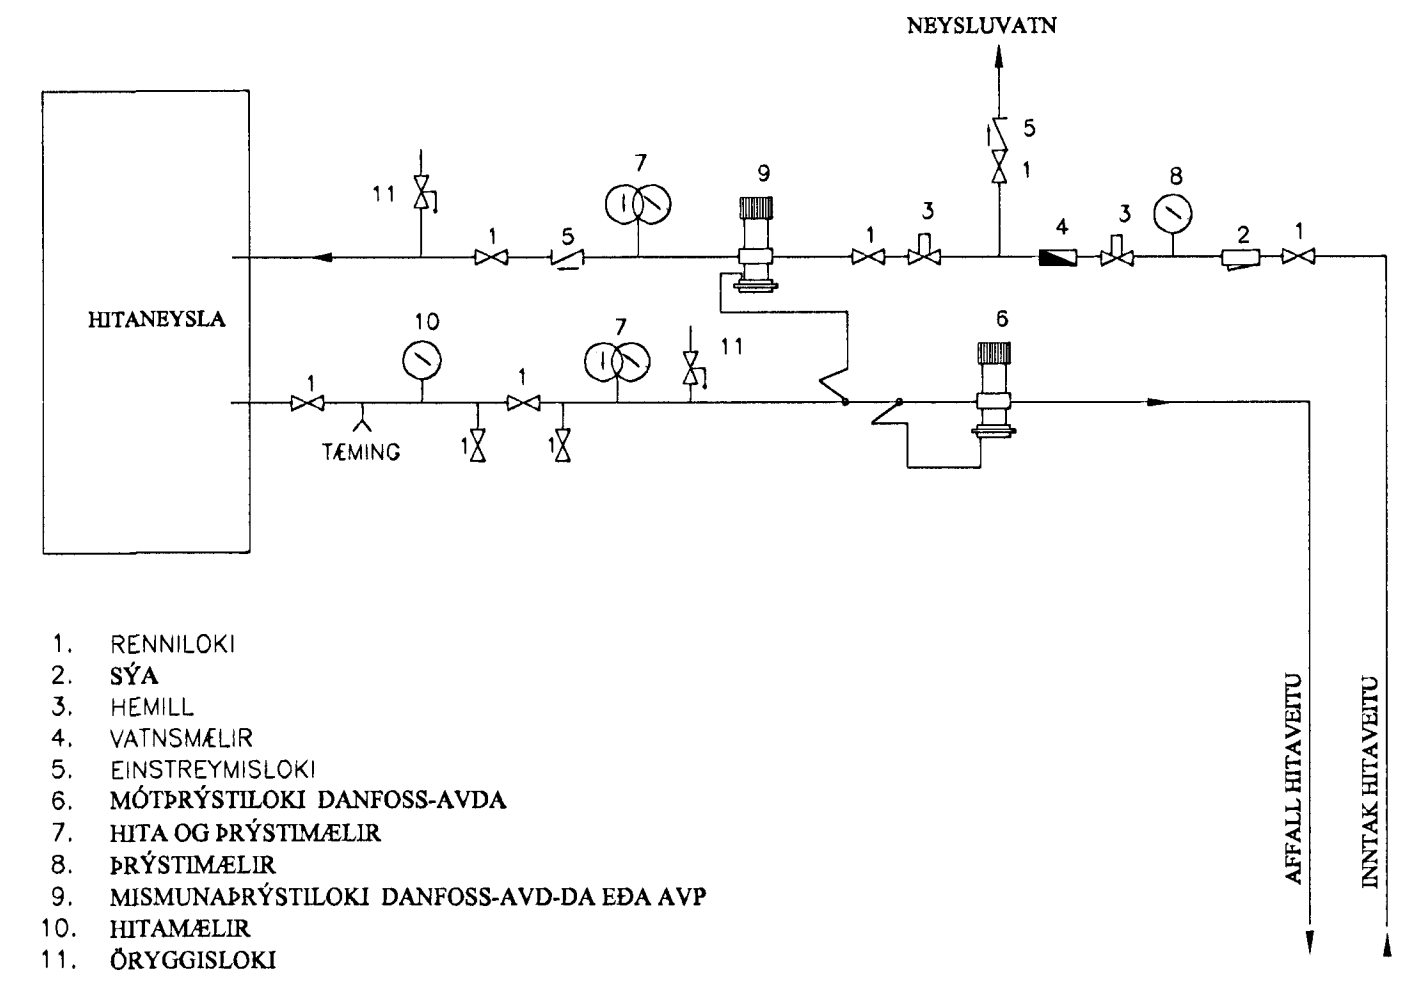 NEYSLUVATN
5
1
7
9
8
11
1
5
1
3
4
3
2
1
HITANEYSLA
10
7
11
6
1
1
TÆMING
1
1
1. RENNILOKI
2. SÝA
3. HEMILL
4. VATNSMÆLIR
5. EINSTREYMISLOKI
6. MÓTÞRÝSTILOKI DANFOSS-AVDA
7. HITA OG ÞRÝSTIMÆLIR
8. ÞRÝSTIMÆLIR
9. MISMUNAÞRÝSTILOKI DANFOSS-AVD-DA EÐA AVP
10. HITAMÆLIR
11. ÖRYGGISLOKI
AFFALL HITAVEITU
INNTAK HITAVEITU